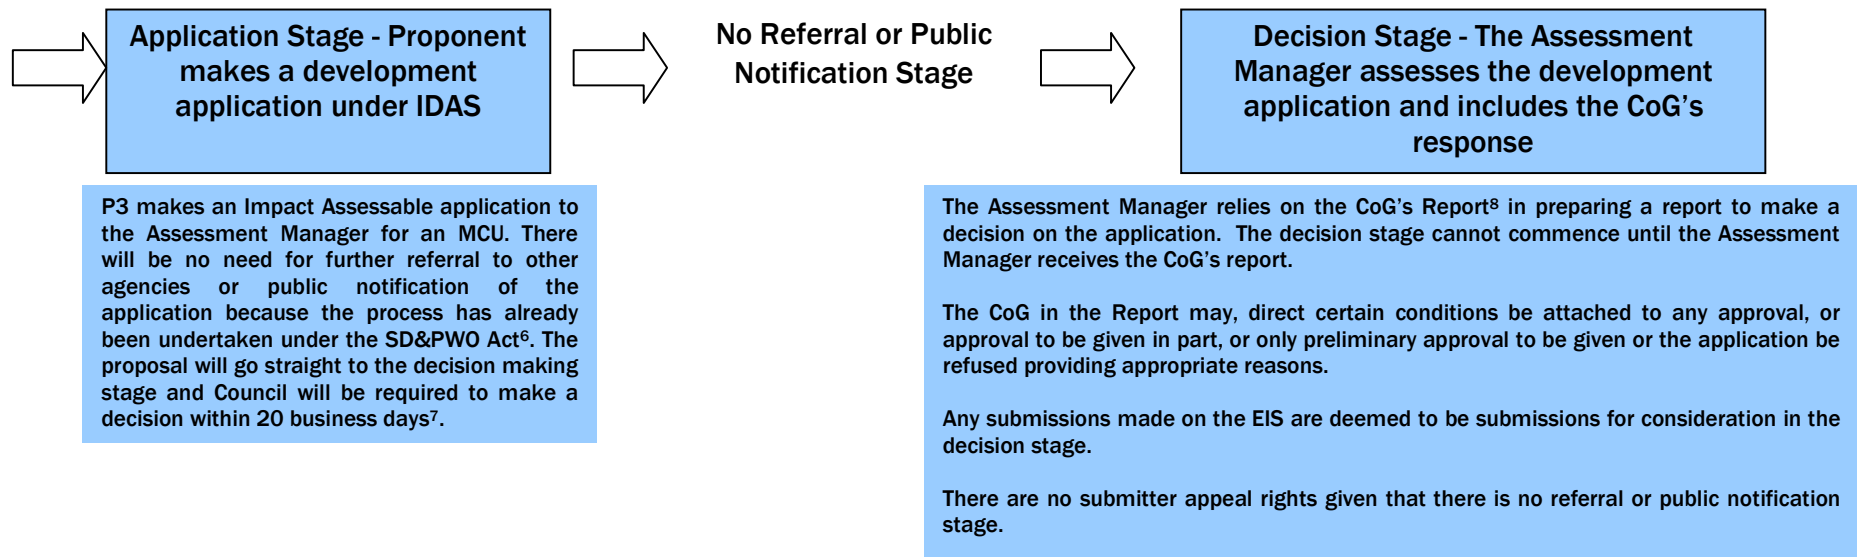 Application Stage - Proponent
makes a development
application under IDAS
No Referral or Public
Notification Stage
Decision Stage - The Assessment
Manager assesses the development
application and includes the CoG's
response
P3 makes an Impact Assessable application to
the Assessment Manager for an MCU. There
will be no need for further referral to other
agencies or public notification of the
application because the process has already
been undertaken under the SD&PWO Act⁶. The
proposal will go straight to the decision making
stage and Council will be required to make a
decision within 20 business days⁷.
The Assessment Manager relies on the CoG's Report⁸ in preparing a report to make a
decision on the application. The decision stage cannot commence until the Assessment
Manager receives the CoG's report.
The CoG in the Report may, direct certain conditions be attached to any approval, or
approval to be given in part, or only preliminary approval to be given or the application be
refused providing appropriate reasons.
Any submissions made on the EIS are deemed to be submissions for consideration in the
decision stage.
There are no submitter appeal rights given that there is no referral or public notification
stage.